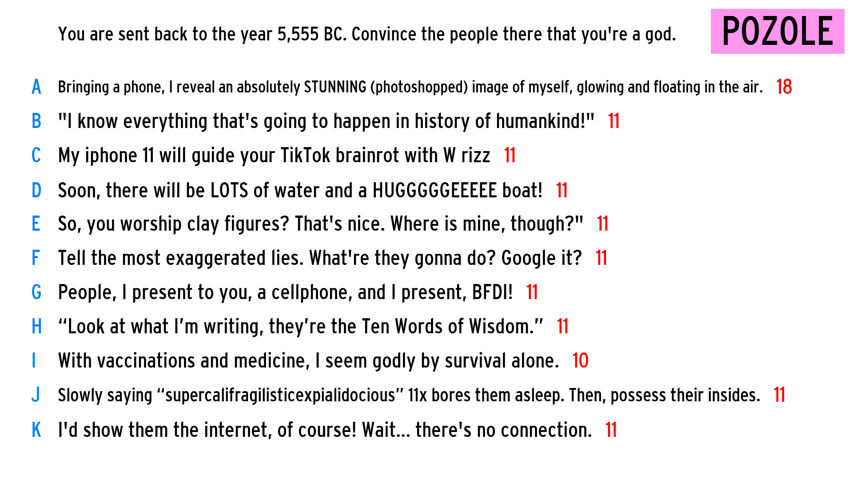 You are sent back to the year 5,555 BC. Convince the people there that you're a god.
POZOLE
A Bringing a phone, I reveal an absolutely STUNNING (photoshopped) image of myself, glowing and floating in the air. 18
B "I know everything that's going to happen in history of humankind!" 11
C My iphone 11 will guide your TikTok brainrot with W rizz 11
D Soon, there will be LOTS of water and a HUGGGGGEEEEE boat! 11
E So, you worship clay figures? That's nice. Where is mine, though?" 11
F Tell the most exaggerated lies. What're they gonna do? Google it? 11
G People, I present to you, a cellphone, and I present, BFDI! 11
H “Look at what I’m writing, they’re the Ten Words of Wisdom.” 11
I With vaccinations and medicine, I seem godly by survival alone. 10
J Slowly saying “supercalifragilisticexpialidocious” 11x bores them asleep. Then, possess their insides. 11
K I'd show them the internet, of course! Wait... there's no connection. 11